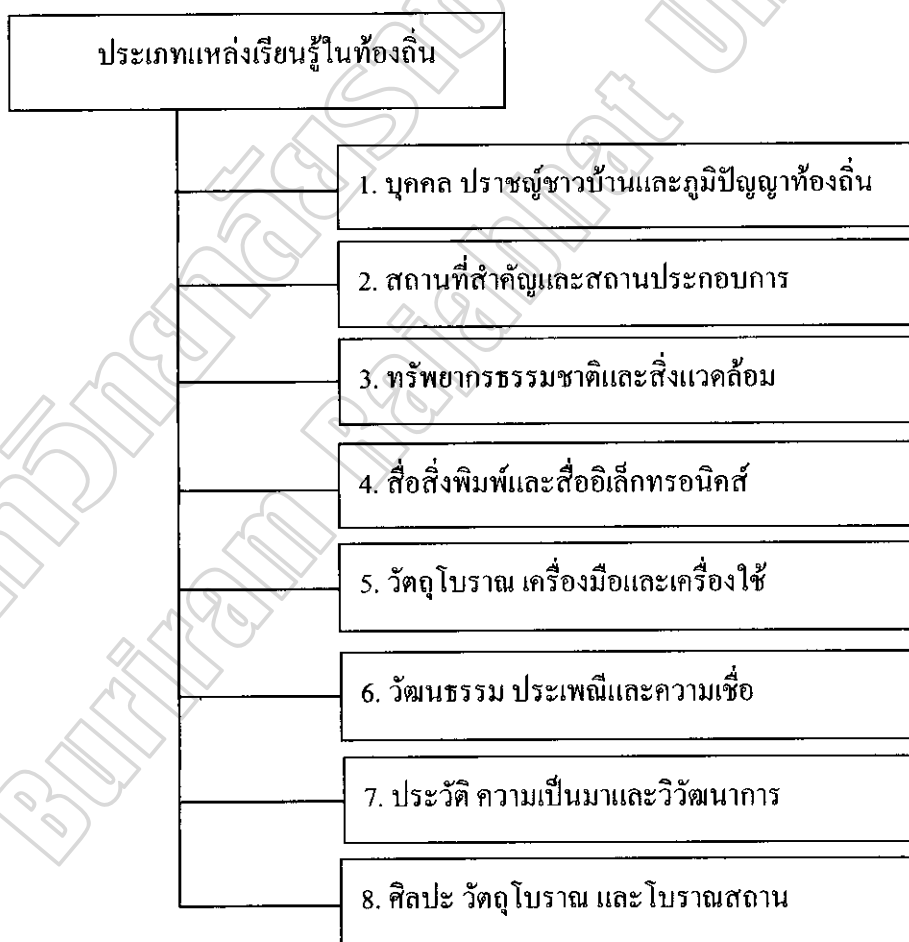 ประเภทแหล่งเรียนรู้ในท้องถิ่น
1. บุคคล ปราชญ์ชาวบ้านและภูมิปัญญาท้องถิ่น
2. สถานที่สำคัญและสถานประกอบการ
3. ทรัพยากรธรรมชาติและสิ่งแวดล้อม
4. สื่อสิ่งพิมพ์และสื่ออิเล็กทรอนิคส์
5. วัตถุโบราณ เครื่องมือและเครื่องใช้
6. วัฒนธรรม ประเพณีและความเชื่อ
7. ประวัติ ความเป็นมาและวิวัฒนาการ
8. ศิลปะ วัตถุโบราณ และโบราณสถาน
Buriram Rajabhat